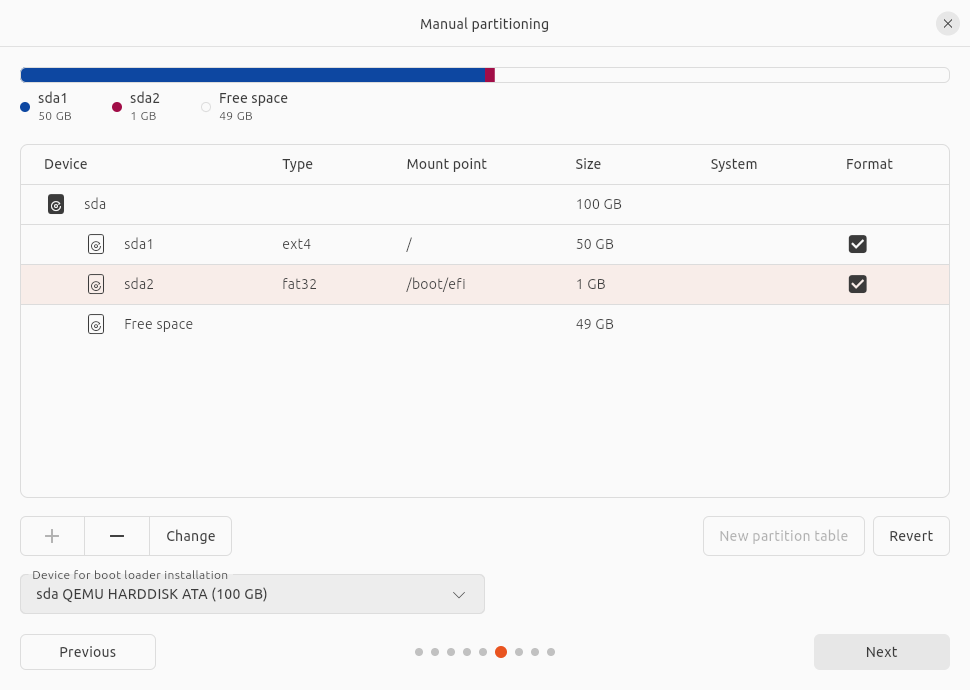 Manual partitioning
sda1
50 GB
sda2
1 GB
Free space
49 GB
Device Type Mount point Size System Format
sda 100 GB
sda1 ext4 / 50 GB
sda2 fat32 /boot/efi 1 GB
Free space 49 GB
Change
New partition table
Revert
Device for boot loader installation
sda QEMU HARDDISK ATA (100 GB)
Previous
Next